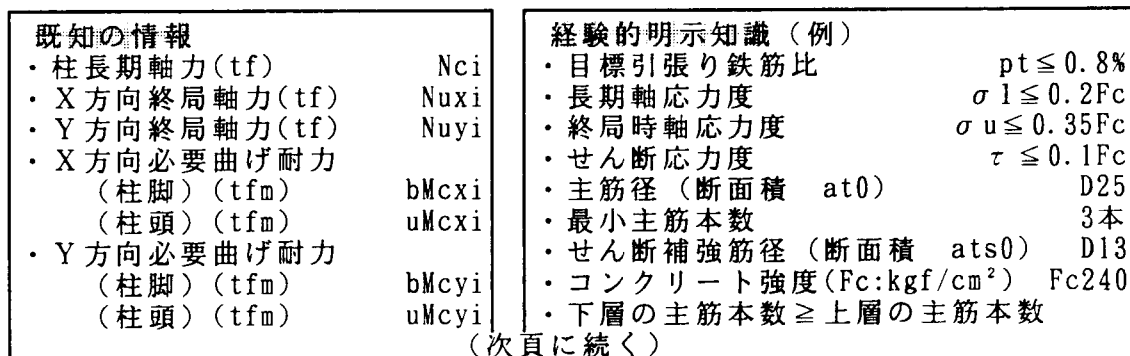 既知の情報
・柱長期軸力(tf) Nci
・X方向終局軸力(tf) Nuxi
・Y方向終局軸力(tf) Nuyi
・X方向必要曲げ耐力
(柱脚)(tfm) bMcxi
(柱頭)(tfm) uMcxi
・Y方向必要曲げ耐力
(柱脚)(tfm) bMcyi
(柱頭)(tfm) uMcyi
経験的明示知識(例)
・目標引張り鉄筋比 pt≦0.8%
・長期軸応力度 σl≦0.2Fc
・終局時軸応力度 σu≦0.35Fc
・せん断応力度 τ≦0.1Fc
・主筋径(断面積 at0) D25
・最小主筋本数 3本
・せん断補強筋径(断面積 ats0) D13
・コンクリート強度(Fc:kgf/cm²) Fc240
・下層の主筋本数≧上層の主筋本数
(次頁に続く)